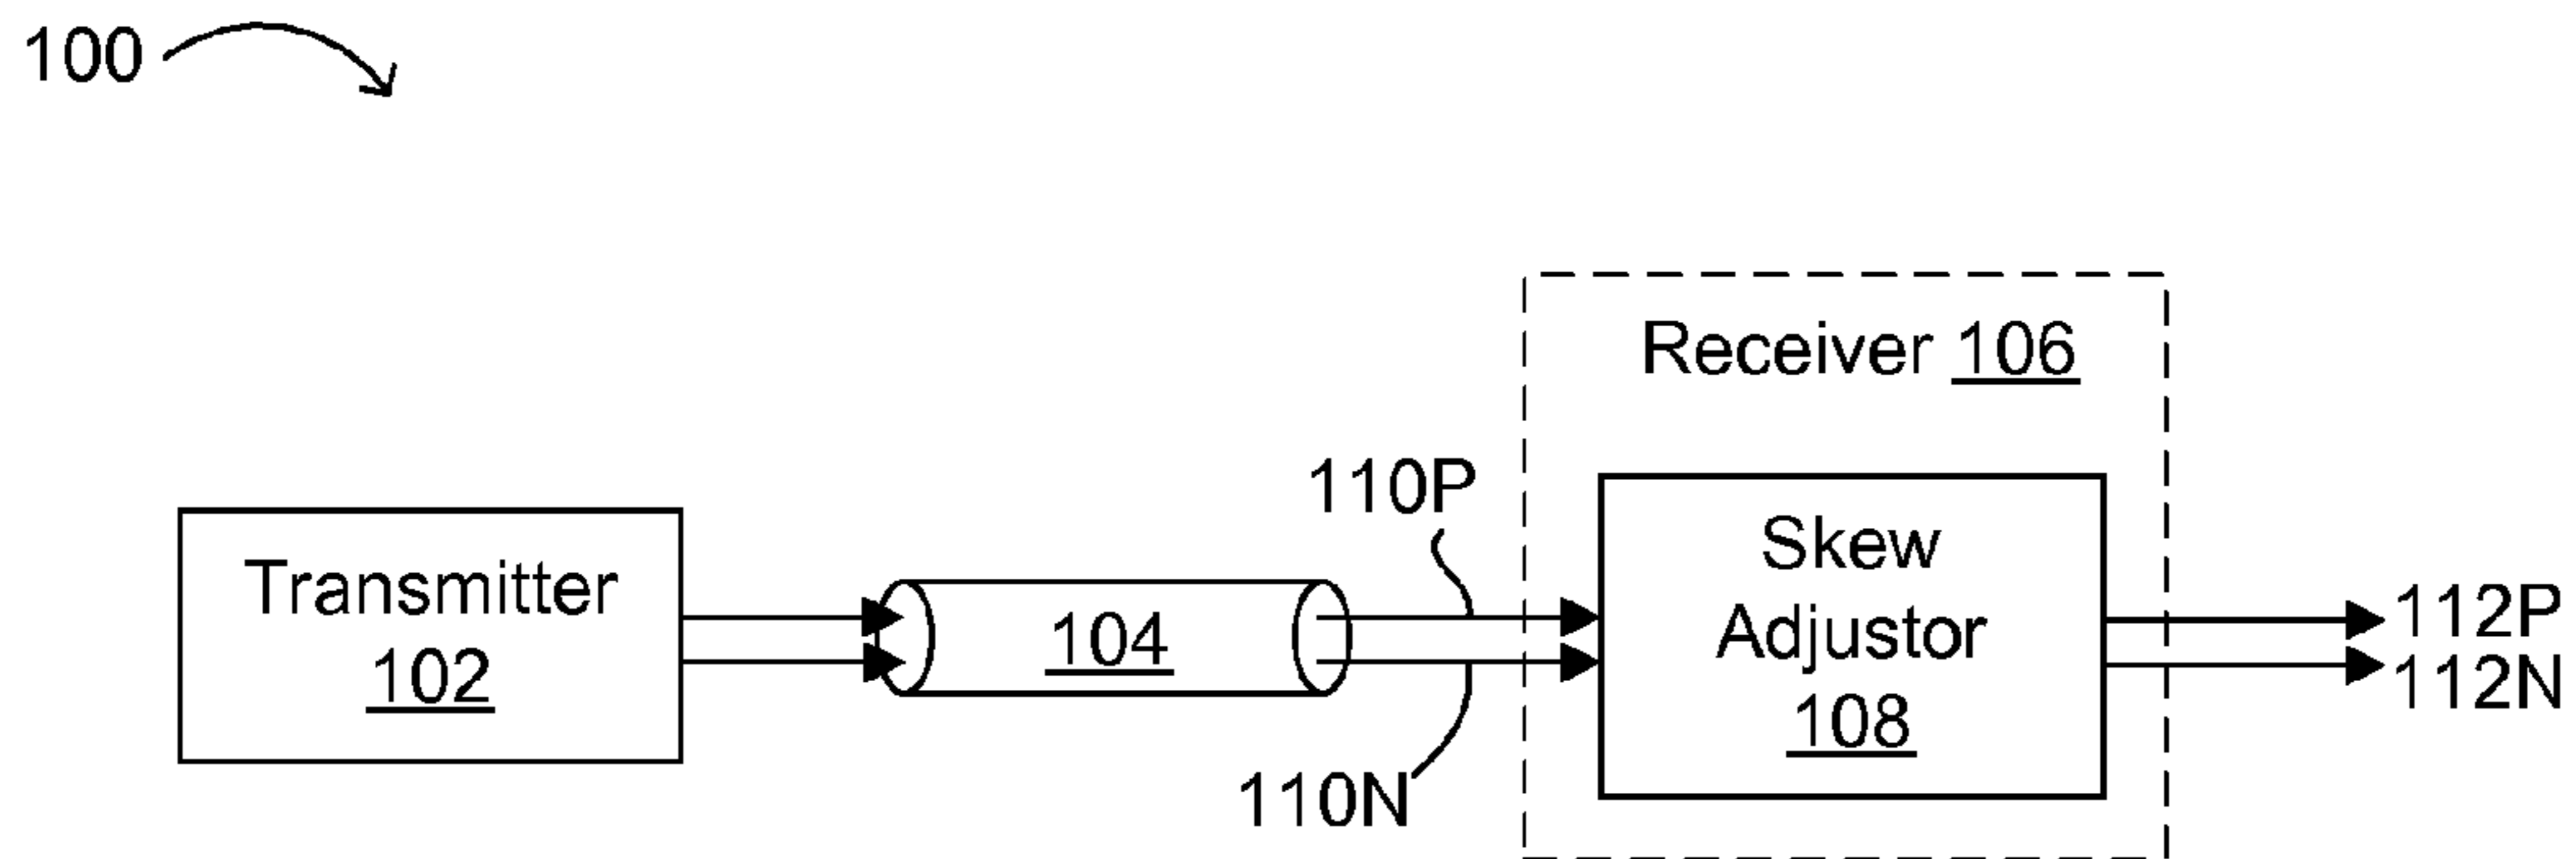 100
Receiver 106
110P
Skew
Adjustor
108
Transmitter
102
104
110N
112P
112N